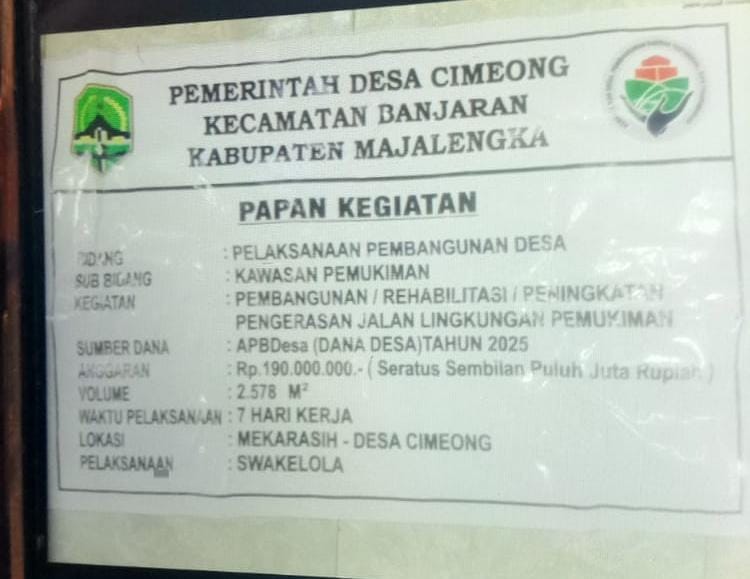 PEMERINTAH DESA CIMEONG
KECAMATAN BANJARAN
KABUPATEN MAJALENGKA
PAPAN KEGIATAN
BIDANG : PELAKSANAAN PEMBANGUNAN DESA
SUB BIDANG : KAWASAN PEMUKIMAN
KEGIATAN : PEMBANGUNAN / REHABILITASI / PENINGKATAN
PENGERASAN JALAN LINGKUNGAN PEMUKIMAN
SUMBER DANA : APBDesa (DANA DESA)TAHUN 2025
ANGGARAN : Rp.190.000.000.- ( Seratus Sembilan Puluh Juta Rupiah )
VOLUME : 2.578 M²
WAKTU PELAKSANAAN : 7 HARI KERJA
LOKASI : MEKARASIH - DESA CIMEONG
PELAKSANAAN : SWAKELOLA